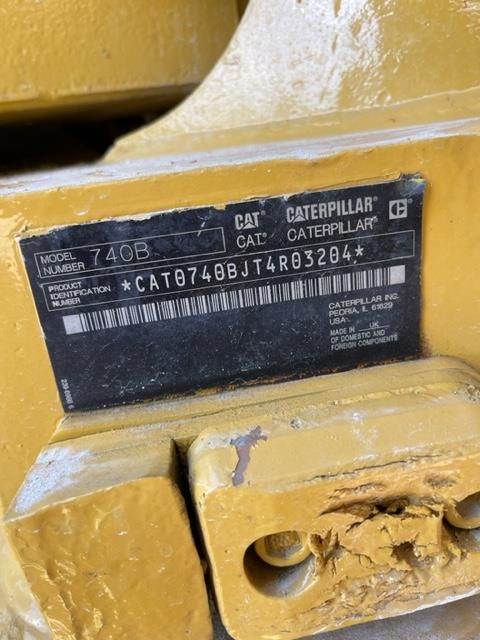 CAT CATERPILLAR
CAT. CATERPILLAR
MODEL NUMBER 740B
PRODUCT IDENTIFICATION NUMBER *CAT0740BJT4R03204*
CATERPILLAR INC.
PEORIA, IL 61629
USA
MADE IN UK
OF DOMESTIC AND
FOREIGN COMPONENTS